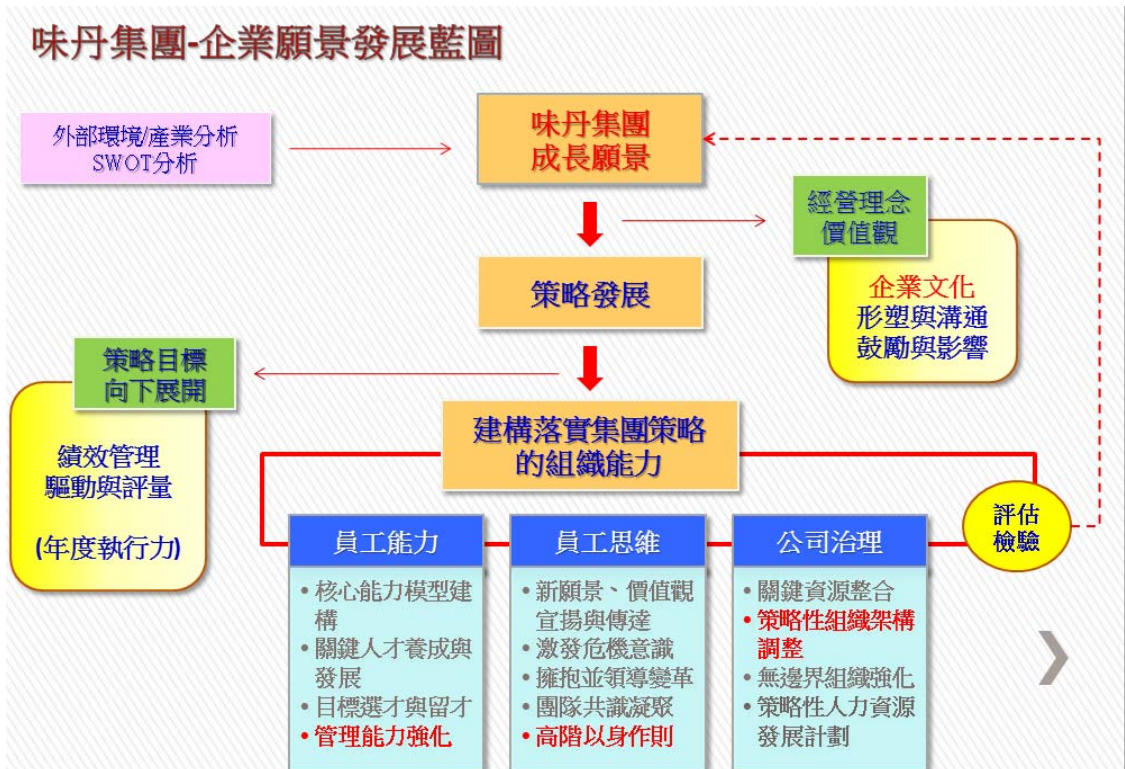 味丹集團-企業願景發展藍圖
外部環境/產業分析
SWOT分析
味丹集團
成長願景
經營理念
價值觀
企業文化
形塑與溝通
鼓勵與影響
策略發展
策略目標
向下展開
績效管理
驅動與評量
(年度執行力)
建構落實集團策略
的組織能力
評估
檢驗
員工能力
• 核心能力模型建
構
• 關鍵人才養成與
發展
• 目標選才與留才
• 管理能力強化
員工思維
• 新願景、價值觀
宣揚與傳達
• 激發危機意識
• 擁抱並領導變革
• 團隊共識凝聚
• 高階以身作則
公司治理
• 關鍵資源整合
• 策略性組織架構
調整
• 無邊界組織強化
• 策略性人力資源
發展計劃